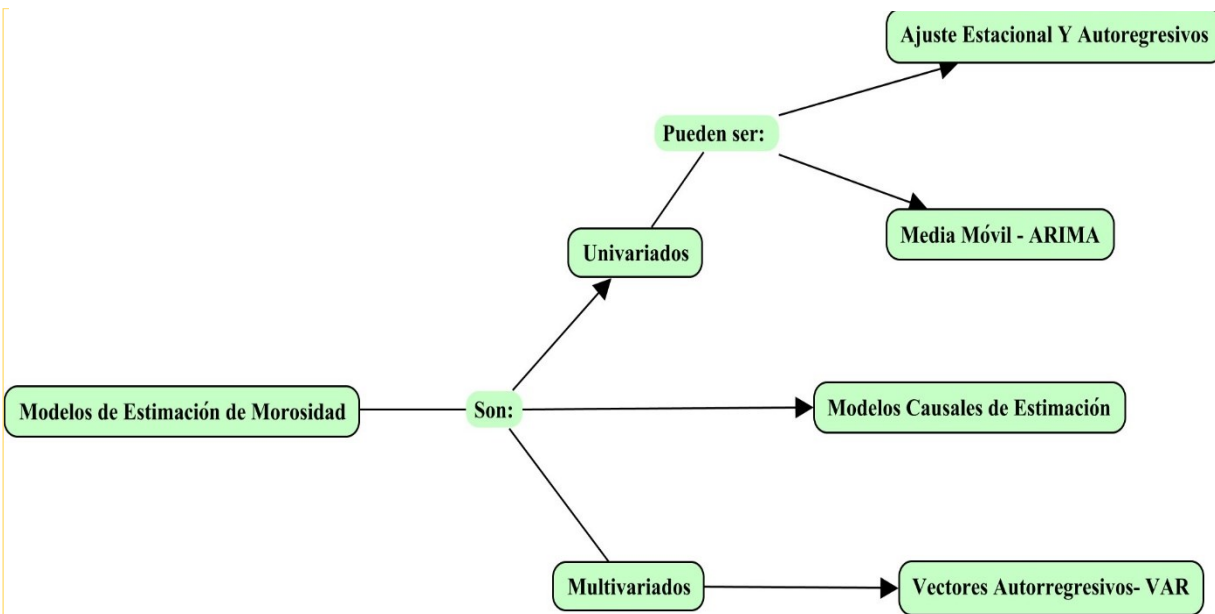 Ajuste Estacional Y Autoregresivos
Pueden ser:
Media Móvil - ARIMA
Univariados
Modelos de Estimación de Morosidad
Son:
Modelos Causales de Estimación
Multivariados
Vectores Autorregresivos- VAR